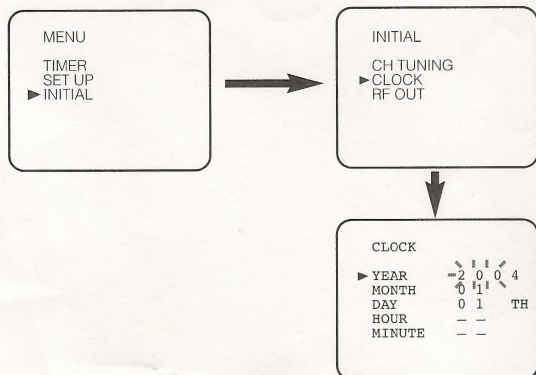 MENU
TIMER
SET UP
INITIAL
INITIAL
CH TUNING
CLOCK
RF OUT
CLOCK
YEAR 2 0 0 4
MONTH 0 1
DAY 0 1 TH
HOUR – –
MINUTE – –